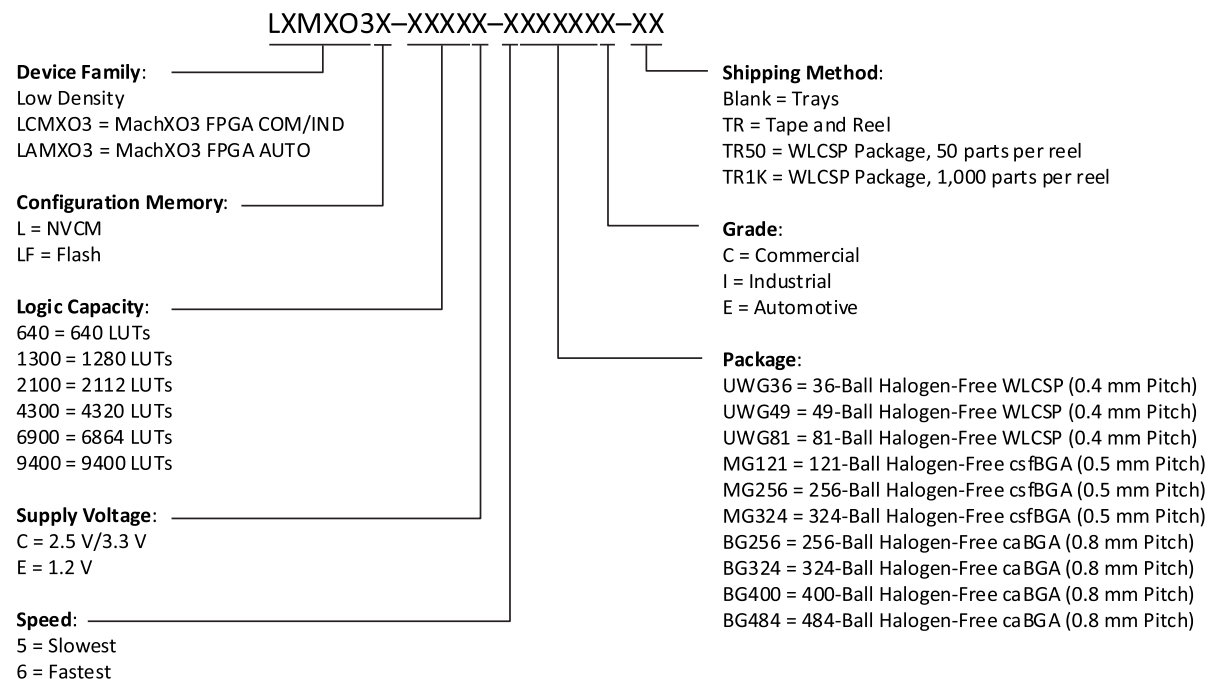 LXMXO3X–XXXXX–XXXXXXX–XX
Device Family:
Low Density
LCMXO3 = MachXO3 FPGA COM/IND
LAMXO3 = MachXO3 FPGA AUTO
Configuration Memory:
L = NVCM
LF = Flash
Logic Capacity:
640 = 640 LUTs
1300 = 1280 LUTs
2100 = 2112 LUTs
4300 = 4320 LUTs
6900 = 6864 LUTs
9400 = 9400 LUTs
Supply Voltage:
C = 2.5 V/3.3 V
E = 1.2 V
Speed:
5 = Slowest
6 = Fastest
Shipping Method:
Blank = Trays
TR = Tape and Reel
TR50 = WLCSP Package, 50 parts per reel
TR1K = WLCSP Package, 1,000 parts per reel
Grade:
C = Commercial
I = Industrial
E = Automotive
Package:
UWG36 = 36-Ball Halogen-Free WLCSP (0.4 mm Pitch)
UWG49 = 49-Ball Halogen-Free WLCSP (0.4 mm Pitch)
UWG81 = 81-Ball Halogen-Free WLCSP (0.4 mm Pitch)
MG121 = 121-Ball Halogen-Free csfBGA (0.5 mm Pitch)
MG256 = 256-Ball Halogen-Free csfBGA (0.5 mm Pitch)
MG324 = 324-Ball Halogen-Free csfBGA (0.5 mm Pitch)
BG256 = 256-Ball Halogen-Free caBGA (0.8 mm Pitch)
BG324 = 324-Ball Halogen-Free caBGA (0.8 mm Pitch)
BG400 = 400-Ball Halogen-Free caBGA (0.8 mm Pitch)
BG484 = 484-Ball Halogen-Free caBGA (0.8 mm Pitch)